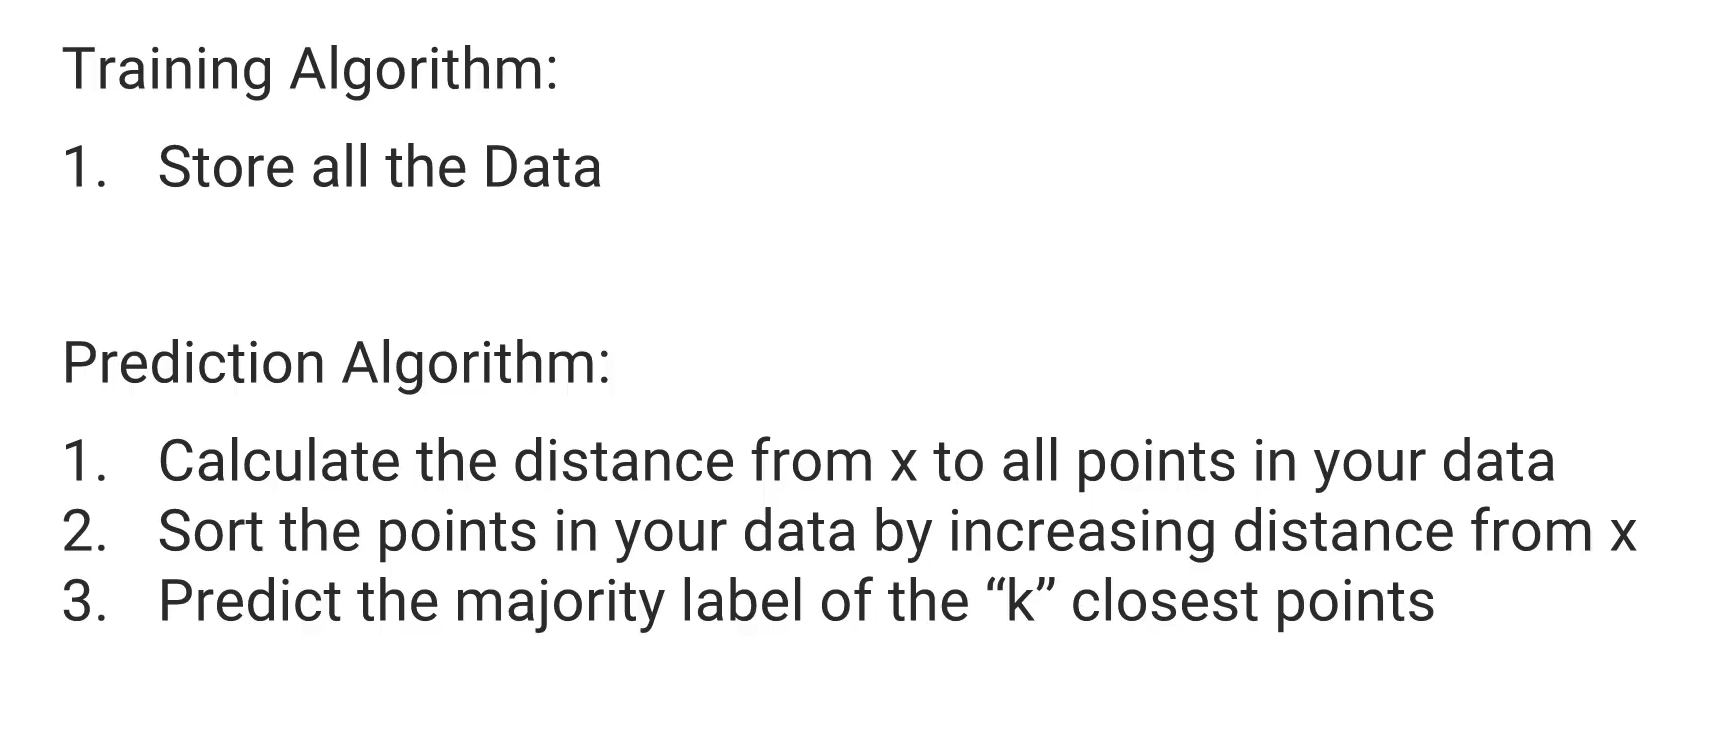 Training Algorithm:
1. Store all the Data
Prediction Algorithm:
1. Calculate the distance from x to all points in your data
2. Sort the points in your data by increasing distance from x
3. Predict the majority label of the “k” closest points